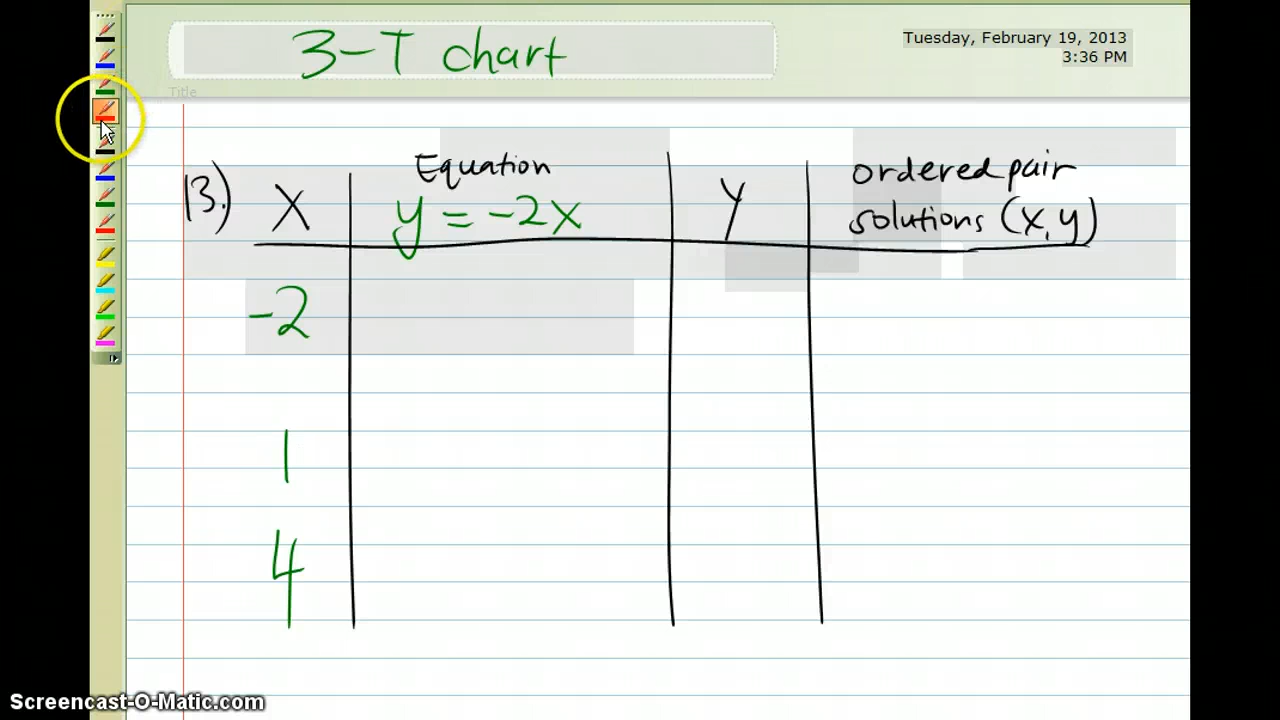 3-T chart
Tuesday, February 19, 2013
3:36 PM
Title
13.) X Equation Y ordered pair
y = -2x solutions (x,y)
-2
1
4
Screencast-O-Matic.com